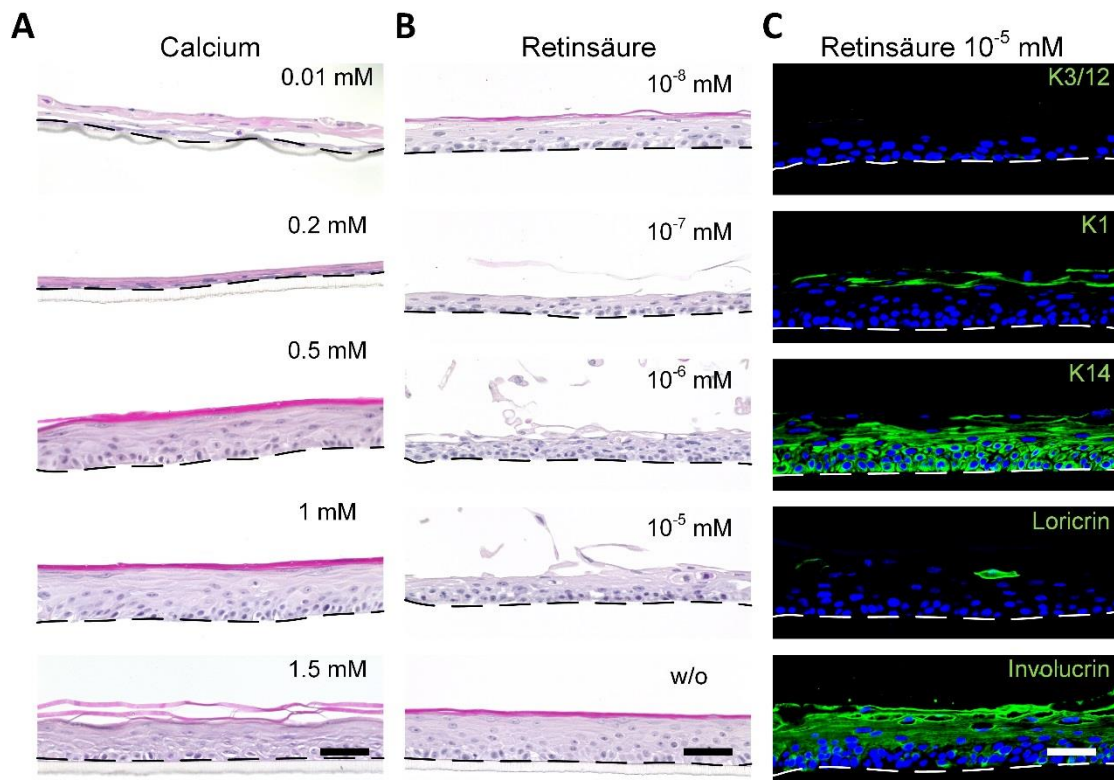 A
Calcium
0.01 mM
0.2 mM
0.5 mM
1 mM
1.5 mM
B
Retinsäure
10⁻⁸ mM
10⁻⁷ mM
10⁻⁶ mM
10⁻⁵ mM
w/o
C
Retinsäure 10⁻⁵ mM
K3/12
K1
K14
Loricrin
Involucrin